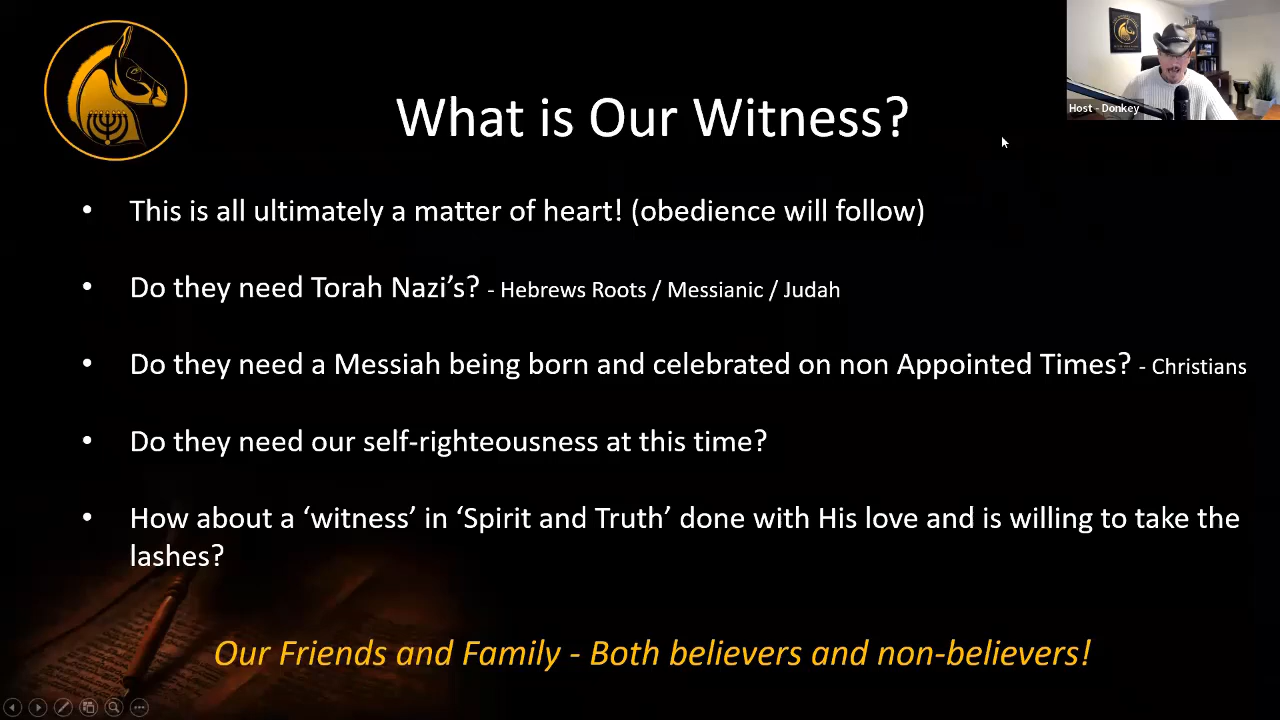 Host - Donkey
What is Our Witness?
• This is all ultimately a matter of heart! (obedience will follow)
• Do they need Torah Nazi’s? - Hebrews Roots / Messianic / Judah
• Do they need a Messiah being born and celebrated on non Appointed Times? - Christians
• Do they need our self-righteousness at this time?
• How about a ‘witness’ in ‘Spirit and Truth’ done with His love and is willing to take the
lashes?
Our Friends and Family - Both believers and non-believers!